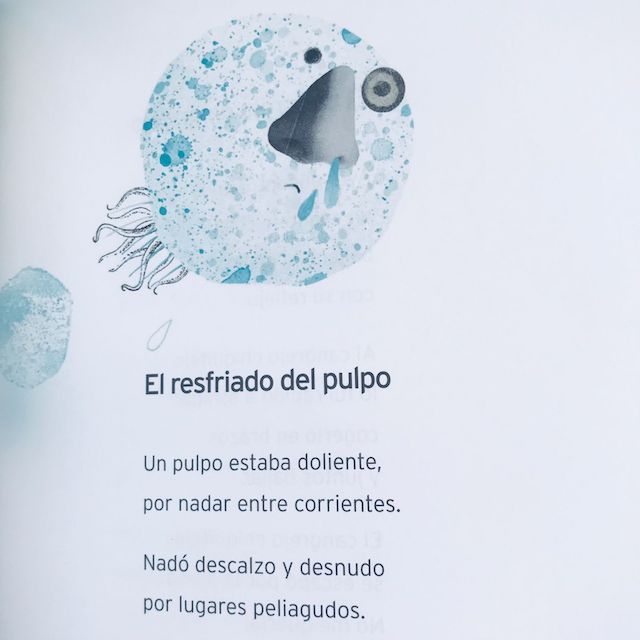 El resfriado del pulpo
Un pulpo estaba doliente,
por nadar entre corrientes.
Nadó descalzo y desnudo
por lugares peliagudos.